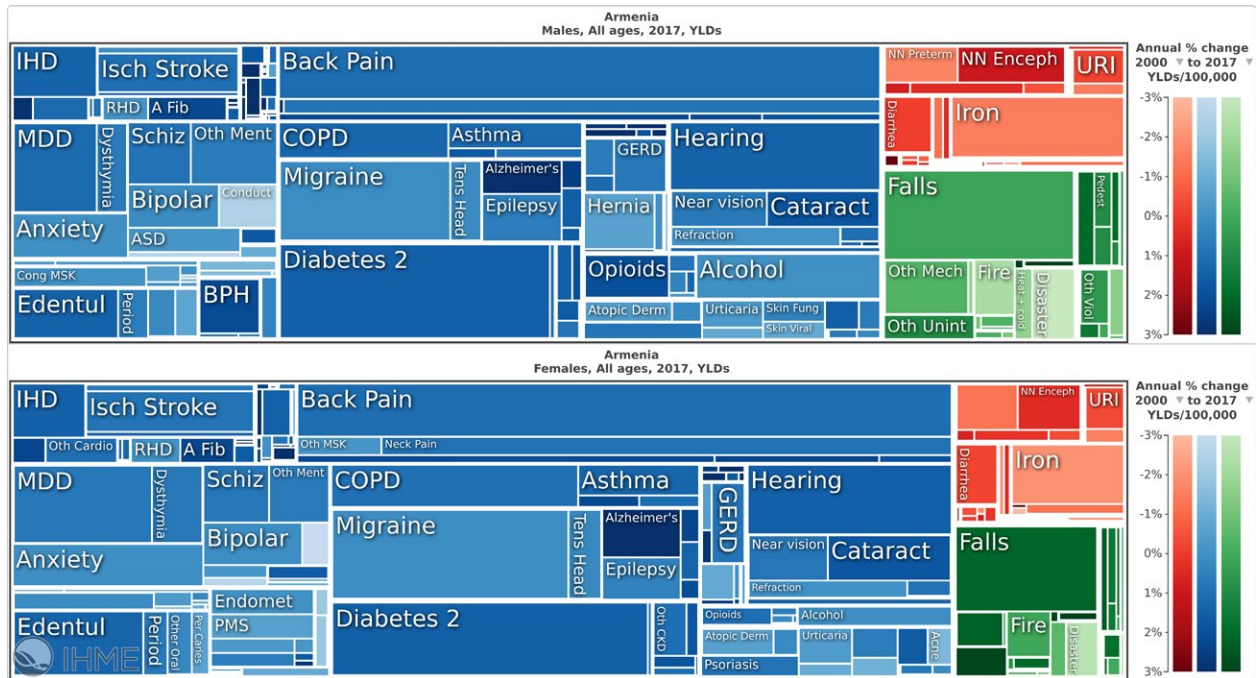 Armenia
Males, All ages, 2017, YLDs
IHD
Isch Stroke
RHD
A Fib
Back Pain
NN Preterm
NN Enceph
URI
Diarrhea
Iron
MDD
Dysthymia
Schiz
Oth Ment
Bipolar
Conduct
Anxiety
ASD
COPD
Asthma
Migraine
Tens Head
Alzheimer's
Epilepsy
GERD
Hernia
Hearing
Near vision
Cataract
Refraction
Falls
Pedest
Cong MSK
Edentul
Period
BPH
Diabetes 2
Opioids
Alcohol
Atopic Derm
Urticaria
Skin Fung
Skin Viral
Oth Mech
Fire
Heat + cold
Disaster
Oth Viol
Oth Unint
Annual % change
2000 ▼ to 2017 ▼
YLDs/100,000
-3%
-2%
-1%
0%
1%
2%
3%
Armenia
Females, All ages, 2017, YLDs
IHD
Isch Stroke
Oth Cardio
RHD
A Fib
Back Pain
Oth MSK
Neck Pain
NN Enceph
URI
Diarrhea
Iron
MDD
Dysthymia
Schiz
Oth Ment
Bipolar
Anxiety
COPD
Asthma
Migraine
Tens Head
Alzheimer's
Epilepsy
GERD
Hearing
Near vision
Cataract
Refraction
Falls
Edentul
Period
Other Oral
Per Caries
Endomet
PMS
Diabetes 2
Oth CKD
Opioids
Alcohol
Atopic Derm
Urticaria
Acne
Psoriasis
Fire
Disaster
IHME
Annual % change
2000 ▼ to 2017 ▼
YLDs/100,000
-3%
-2%
-1%
0%
1%
2%
3%